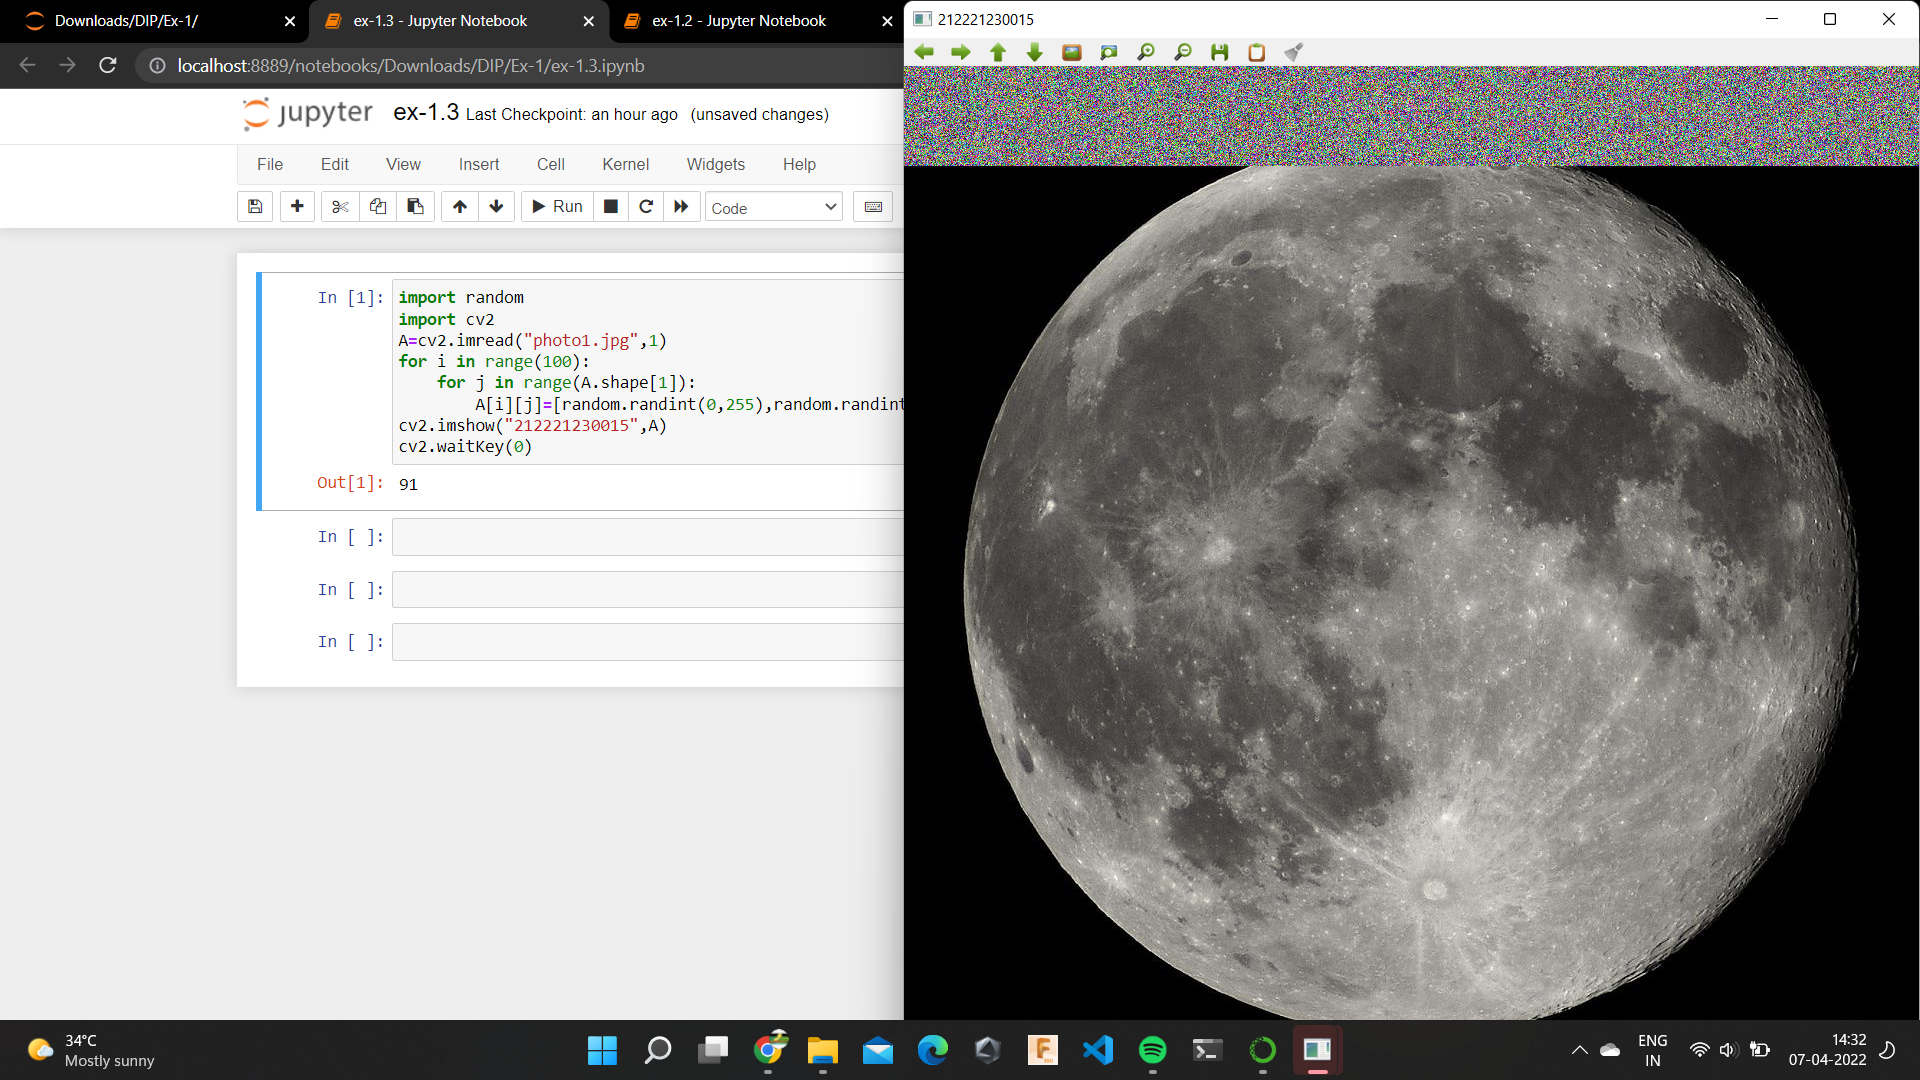 Downloads/DIP/Ex-1/
ex-1.3 - Jupyter Notebook
ex-1.2 - Jupyter Notebook
212221230015
localhost:8889/notebooks/Downloads/DIP/Ex-1/ex-1.3.ipynb
jupyter ex-1.3 Last Checkpoint: an hour ago (unsaved changes)
File Edit View Insert Cell Kernel Widgets Help
Run Code
In [1]: import random
import cv2
A=cv2.imread("photo1.jpg",1)
for i in range(100):
    for j in range(A.shape[1]):
        A[i][j]=[random.randint(0,255),random.randint
cv2.imshow("212221230015",A)
cv2.waitKey(0)
Out[1]: 91
In [ ]:
In [ ]:
In [ ]:
34°C
Mostly sunny
ENG
IN
14:32
07-04-2022